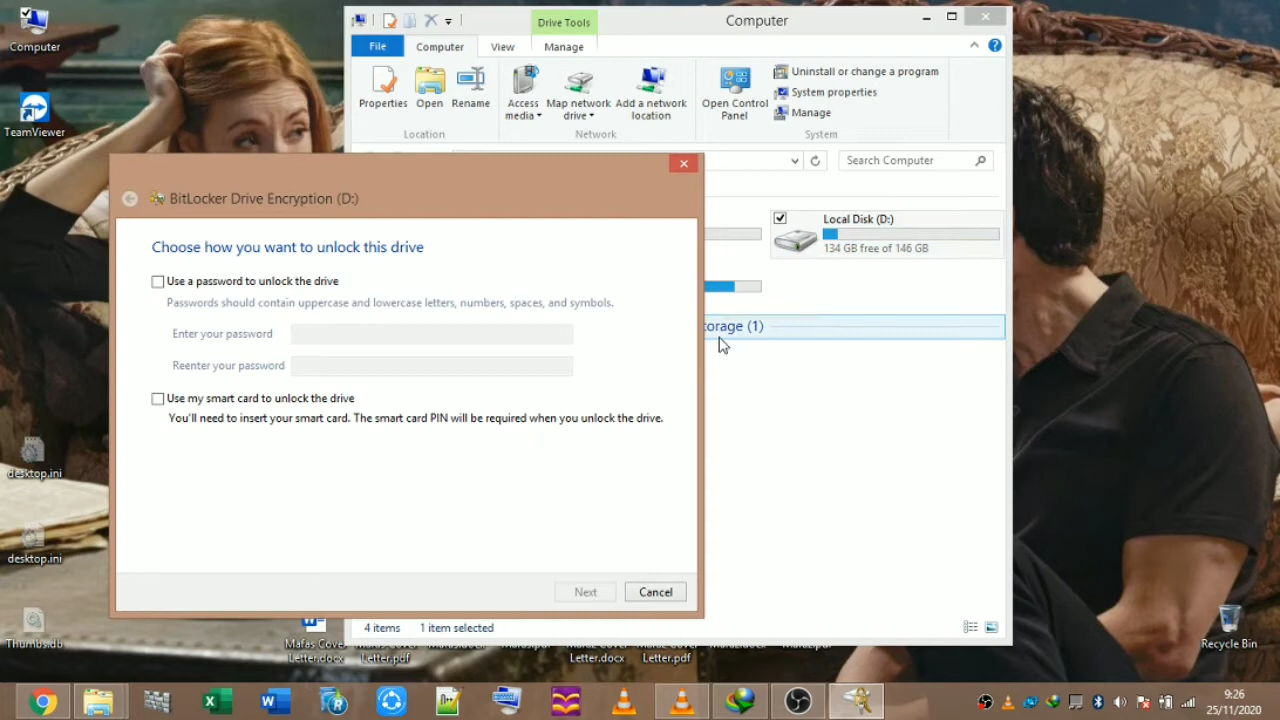 Computer
TeamViewer
desktop.ini
desktop.ini
Thumbs.db
Drive Tools
Computer
File
Computer
View
Manage
Properties
Open
Rename
Access media
Map network drive
Add a network location
Open Control Panel
Uninstall or change a program
System properties
Manage
Location
Network
System
Search Computer
Local Disk (D:)
134 GB free of 146 GB
torage (1)
BitLocker Drive Encryption (D:)
Choose how you want to unlock this drive
Use a password to unlock the drive
Passwords should contain uppercase and lowercase letters, numbers, spaces, and symbols.
Enter your password
Reenter your password
Use my smart card to unlock the drive
You'll need to insert your smart card. The smart card PIN will be required when you unlock the drive.
Next
Cancel
4 items
1 item selected
Letter.docx
Letter.pdf
Letter.docx
Letter.pdf
Recycle Bin
9:26
25/11/2020